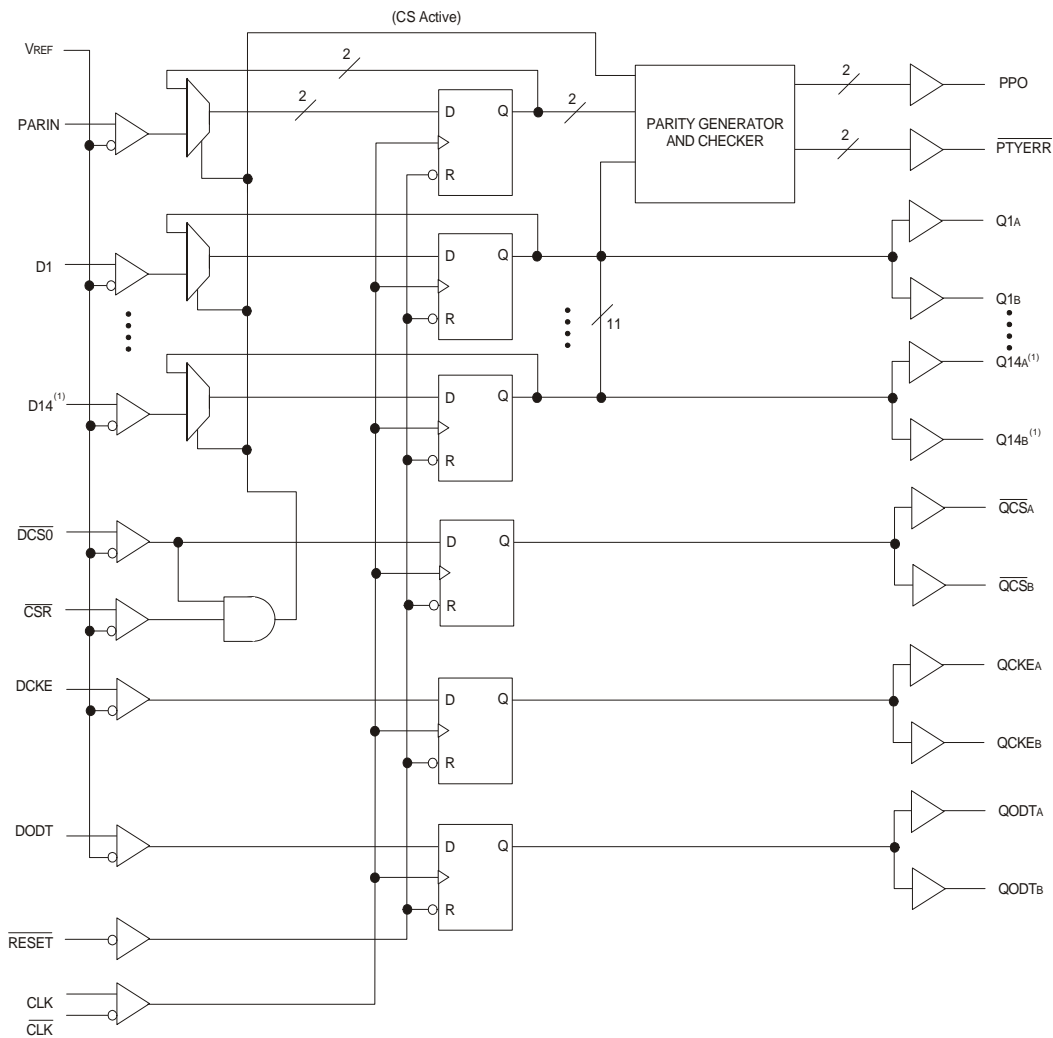 (CS Active)
VREF
2
2
2
2
PPO
PARIN
D
Q
R
PARITY GENERATOR
AND CHECKER
2
PTYERR
Q1A
D1
D
Q
R
Q1B
11
D14(1)
D
Q
R
Q14A(1)
Q14B(1)
DCS0
D
Q
R
QCSA
QCSB
CSR
DCKE
D
Q
R
QCKEA
QCKEB
DODT
D
Q
R
QODTA
QODTB
RESET
CLK
CLK